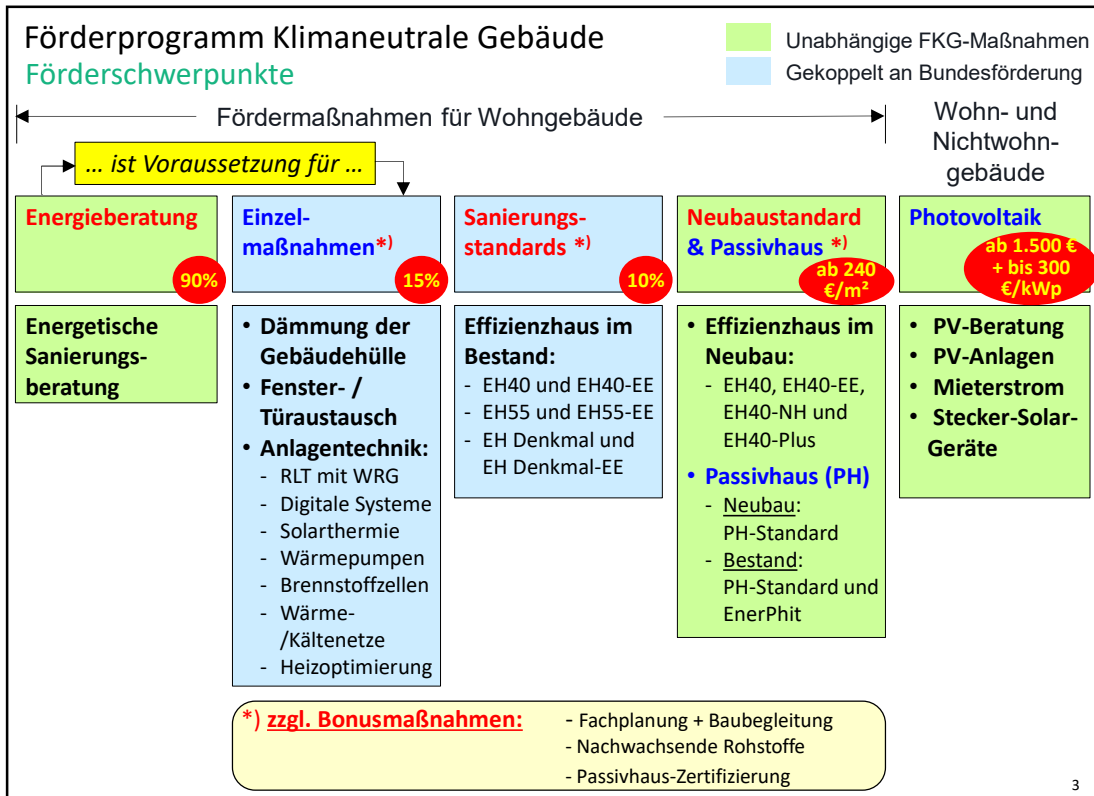 Förderprogramm Klimaneutrale Gebäude
Förderschwerpunkte
Unabhängige FKG-Maßnahmen
Gekoppelt an Bundesförderung
Fördermaßnahmen für Wohngebäude
Wohn- und
Nichtwohn-
gebäude
… ist Voraussetzung für …
Energieberatung
90%
Energetische
Sanierungs-
beratung
Einzel-
maßnahmen*)
15%
• Dämmung der
Gebäudehülle
• Fenster- /
Türaustausch
• Anlagentechnik:
- RLT mit WRG
- Digitale Systeme
- Solarthermie
- Wärmepumpen
- Brennstoffzellen
- Wärme-
/Kältenetze
- Heizoptimierung
Sanierungs-
standards *)
10%
Effizienzhaus im
Bestand:
- EH40 und EH40-EE
- EH55 und EH55-EE
- EH Denkmal und
EH Denkmal-EE
Neubaustandard
& Passivhaus *)
ab 240
€/m²
• Effizienzhaus im
Neubau:
- EH40, EH40-EE,
EH40-NH und
EH40-Plus
• Passivhaus (PH)
- Neubau:
PH-Standard
- Bestand:
PH-Standard und
EnerPhit
Photovoltaik
ab 1.500 €
+ bis 300
€/kWp
• PV-Beratung
• PV-Anlagen
• Mieterstrom
• Stecker-Solar-
Geräte
*) zzgl. Bonusmaßnahmen:
- Fachplanung + Baubegleitung
- Nachwachsende Rohstoffe
- Passivhaus-Zertifizierung
3